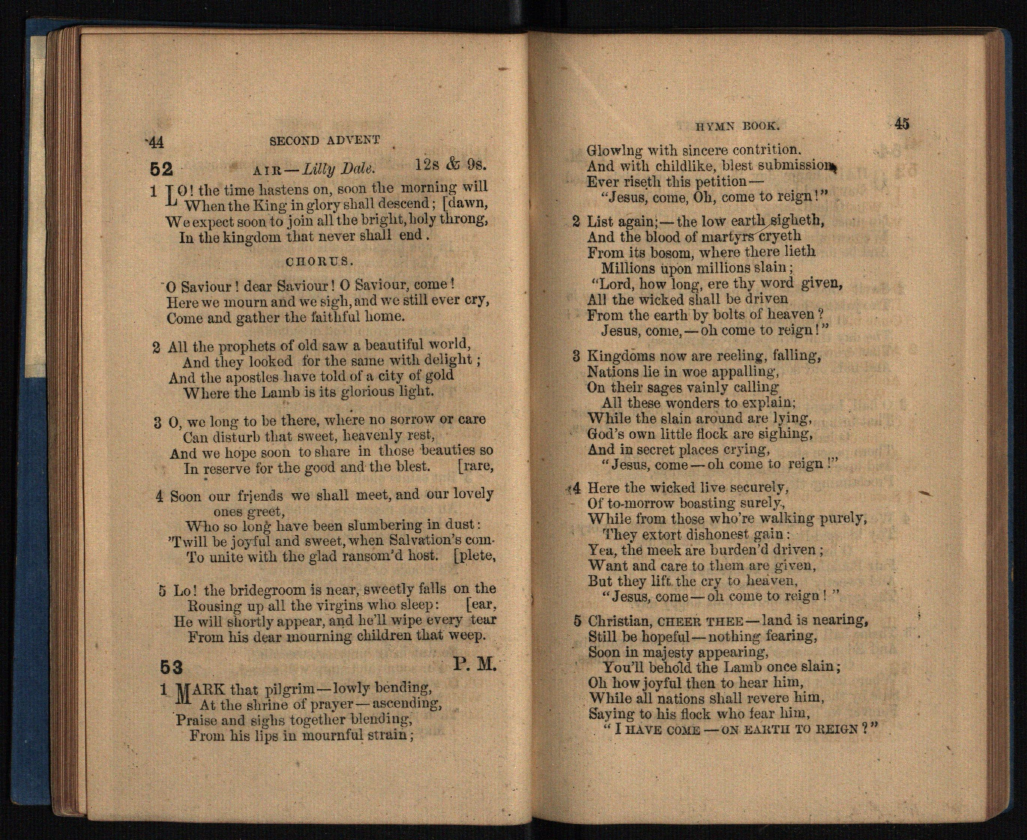 44
SECOND ADVENT
52 AIR—Lilly Dale. 12s & 9s.
1 LO! the time hastens on, soon the morning will
When the King in glory shall descend; [dawn,
We expect soon to join all the bright, holy throng,
In the kingdom that never shall end.
CHORUS.
O Saviour! dear Saviour! O Saviour, come!
Here we mourn and we sigh, and we still ever cry,
Come and gather the faithful home.
2 All the prophets of old saw a beautiful world,
And they looked for the same with delight;
And the apostles have told of a city of gold
Where the Lamb is its glorious light.
3 O, we long to be there, where no sorrow or care
Can disturb that sweet, heavenly rest,
And we hope soon to share in those beauties so
In reserve for the good and the blest. [rare,
4 Soon our friends we shall meet, and our lovely
ones greet,
Who so long have been slumbering in dust:
'Twill be joyful and sweet, when Salvation's com-
To unite with the glad ransom'd host. [plete,
5 Lo! the bridegroom is near, sweetly falls on the
Rousing up all the virgins who sleep: [ear,
He will shortly appear, and he'll wipe every tear
From his dear mourning children that weep.
53 P. M.
1 MARK that pilgrim—lowly bending,
At the shrine of prayer—ascending,
Praise and sighs together blending,
From his lips in mournful strain;
HYMN BOOK. 45
Glowing with sincere contrition.
And with childlike, blest submission,
Ever riseth this petition—
"Jesus, come, Oh, come to reign!"
2 List again;—the low earth sigheth,
And the blood of martyrs cryeth
From its bosom, where there lieth
Millions upon millions slain;
"Lord, how long, ere thy word given,
All the wicked shall be driven
From the earth by bolts of heaven?
Jesus, come,—oh come to reign!"
3 Kingdoms now are reeling, falling,
Nations lie in woe appalling,
On their sages vainly calling
All these wonders to explain;
While the slain around are lying,
God's own little flock are sighing,
And in secret places crying,
"Jesus, come—oh come to reign!"
4 Here the wicked live securely,
Of to-morrow boasting surely,
While from those who're walking purely,
They extort dishonest gain:
Yea, the meek are burden'd driven;
Want and care to them are given,
But they lift the cry to heaven,
"Jesus, come—oh come to reign! "
5 Christian, CHEER THEE—land is nearing,
Still be hopeful—nothing fearing,
Soon in majesty appearing,
You'll behold the Lamb once slain;
Oh how joyful then to hear him,
While all nations shall revere him,
Saying to his flock who fear him,
"I HAVE COME—ON EARTH TO REIGN?"